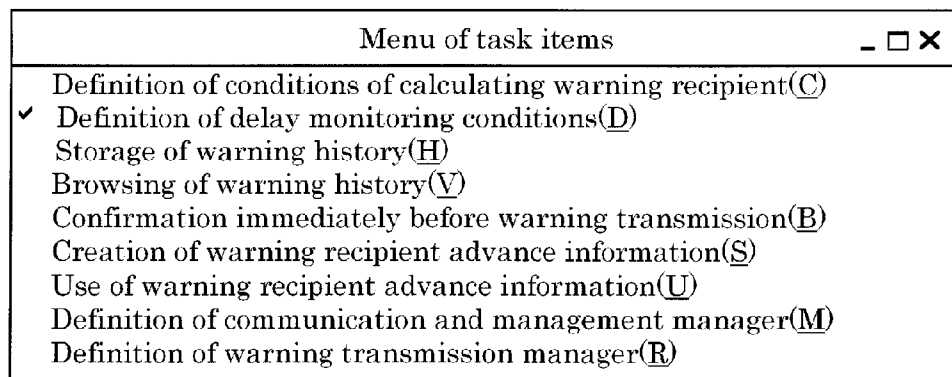 Menu of task items
Definition of conditions of calculating warning recipient(C)
Definition of delay monitoring conditions(D)
Storage of warning history(H)
Browsing of warning history(V)
Confirmation immediately before warning transmission(B)
Creation of warning recipient advance information(S)
Use of warning recipient advance information(U)
Definition of communication and management manager(M)
Definition of warning transmission manager(R)